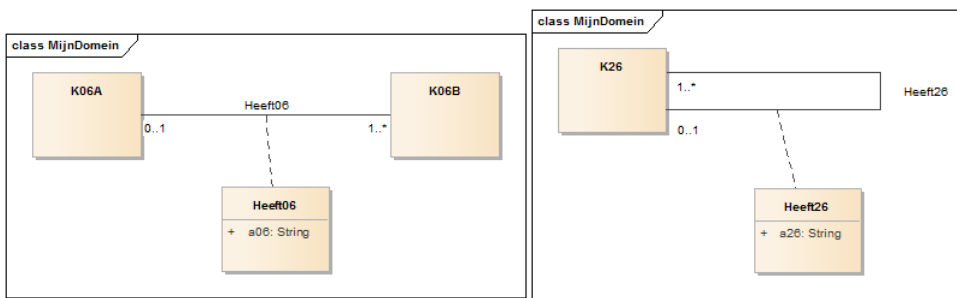 class MijnDomein
K06A
K06B
Heeft06
0..1
1..*
Heeft06
+ a06: String
class MijnDomein
K26
1..*
Heeft26
0..1
Heeft26
+ a26: String